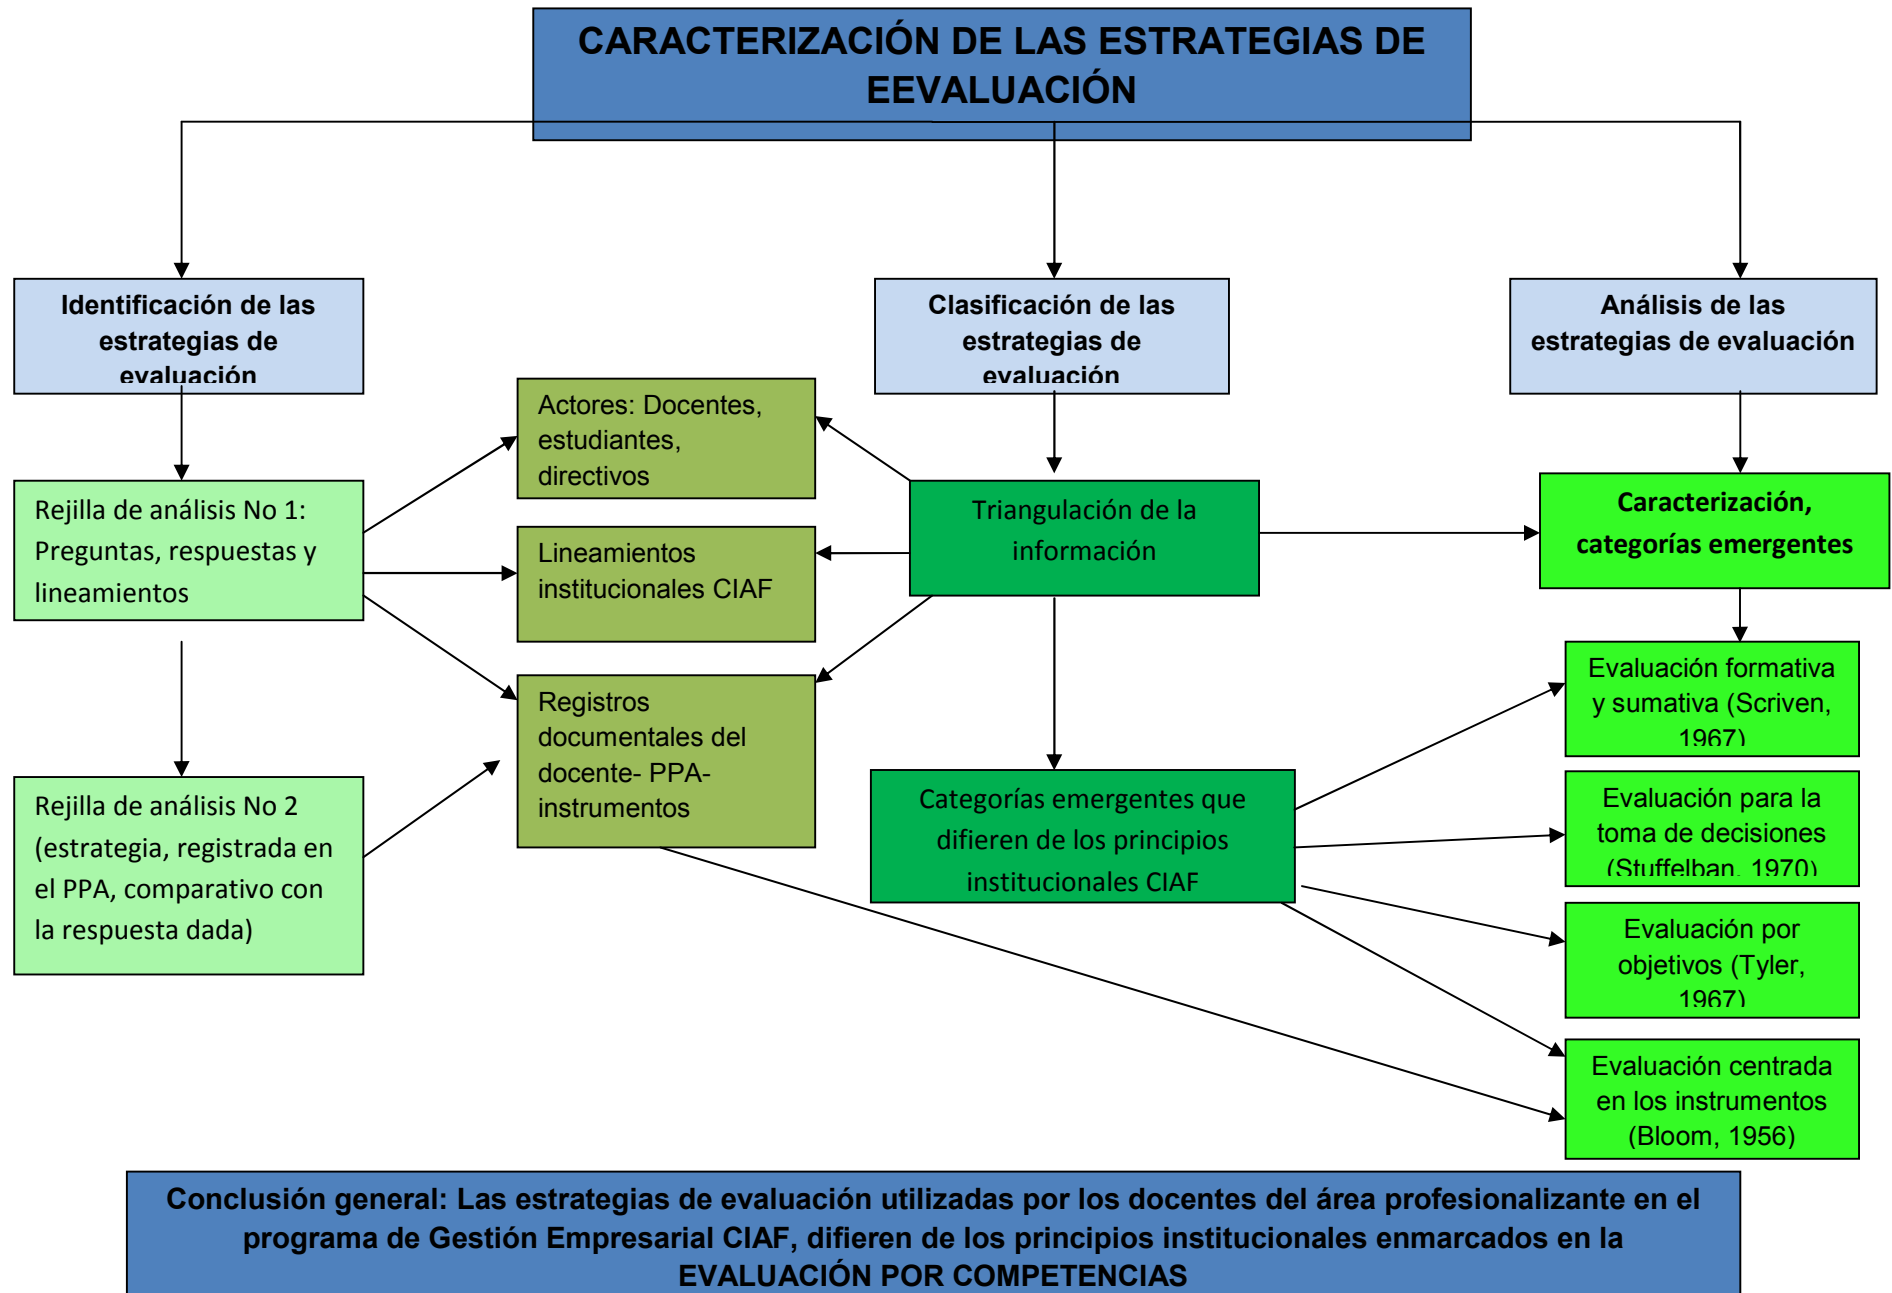 CARACTERIZACIÓN DE LAS ESTRATEGIAS DE
EEVALUACIÓN
Identificación de las
estrategias de
evaluación
Clasificación de las
estrategias de
evaluación
Análisis de las
estrategias de evaluación
Actores: Docentes,
estudiantes,
directivos
Rejilla de análisis No 1:
Preguntas, respuestas y
lineamientos
Lineamientos
institucionales CIAF
Triangulación de la
información
Caracterización,
categorías emergentes
Registros
documentales del
docente- PPA-
instrumentos
Evaluación formativa
y sumativa (Scriven,
1967)
Rejilla de análisis No 2
(estrategia, registrada en
el PPA, comparativo con
la respuesta dada)
Categorías emergentes que
difieren de los principios
institucionales CIAF
Evaluación para la
toma de decisiones
(Stuffelban. 1970)
Evaluación por
objetivos (Tyler,
1967)
Evaluación centrada
en los instrumentos
(Bloom, 1956)
Conclusión general: Las estrategias de evaluación utilizadas por los docentes del área profesionalizante en el
programa de Gestión Empresarial CIAF, difieren de los principios institucionales enmarcados en la
EVALUACIÓN POR COMPETENCIAS